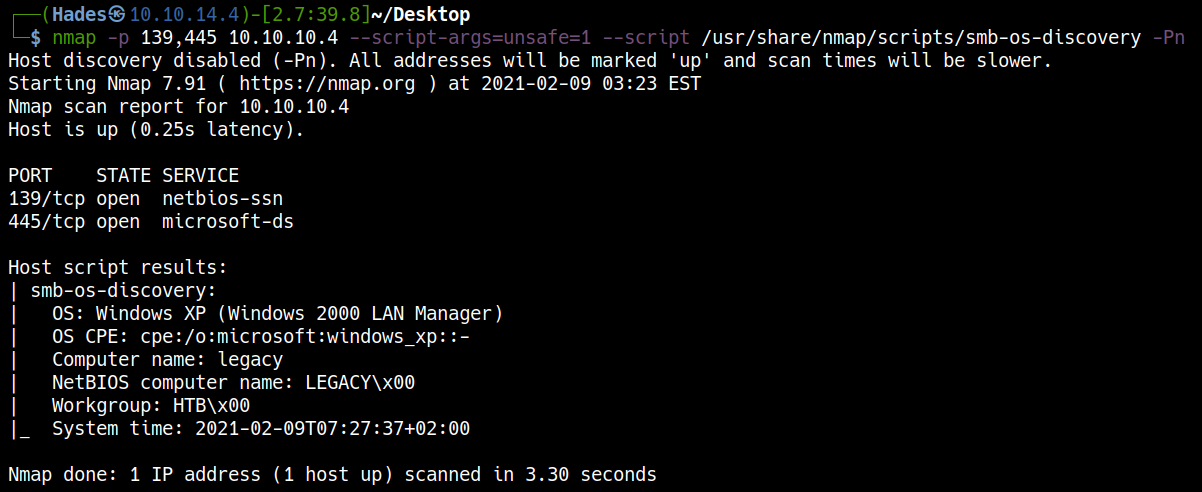 ┌──(Hades㉿10.10.14.4)-[2.7:39.8]~/Desktop
└─$ nmap -p 139,445 10.10.10.4 --script-args=unsafe=1 --script /usr/share/nmap/scripts/smb-os-discovery -Pn
Host discovery disabled (-Pn). All addresses will be marked 'up' and scan times will be slower.
Starting Nmap 7.91 ( https://nmap.org ) at 2021-02-09 03:23 EST
Nmap scan report for 10.10.10.4
Host is up (0.25s latency).

PORT    STATE SERVICE
139/tcp open  netbios-ssn
445/tcp open  microsoft-ds

Host script results:
| smb-os-discovery:
|   OS: Windows XP (Windows 2000 LAN Manager)
|   OS CPE: cpe:/o:microsoft:windows_xp::-
|   Computer name: legacy
|   NetBIOS computer name: LEGACY\x00
|   Workgroup: HTB\x00
|_  System time: 2021-02-09T07:27:37+02:00

Nmap done: 1 IP address (1 host up) scanned in 3.30 seconds